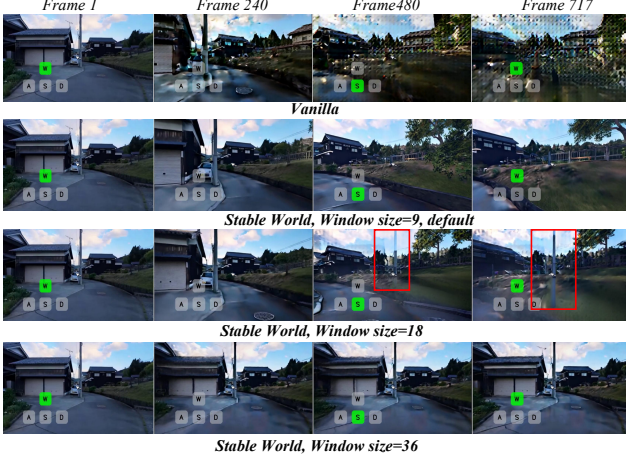 Frame 1 Frame 240 Frame480 Frame 717
W W W W
A S D A S D A S D A S D
Vanilla
W W W W
A S D A S D A S D A S D
Stable World, Window size=9, default
W W W W
A S D A S D A S D A S D
Stable World, Window size=18
W W W W
A S D A S D A S D A S D
Stable World, Window size=36